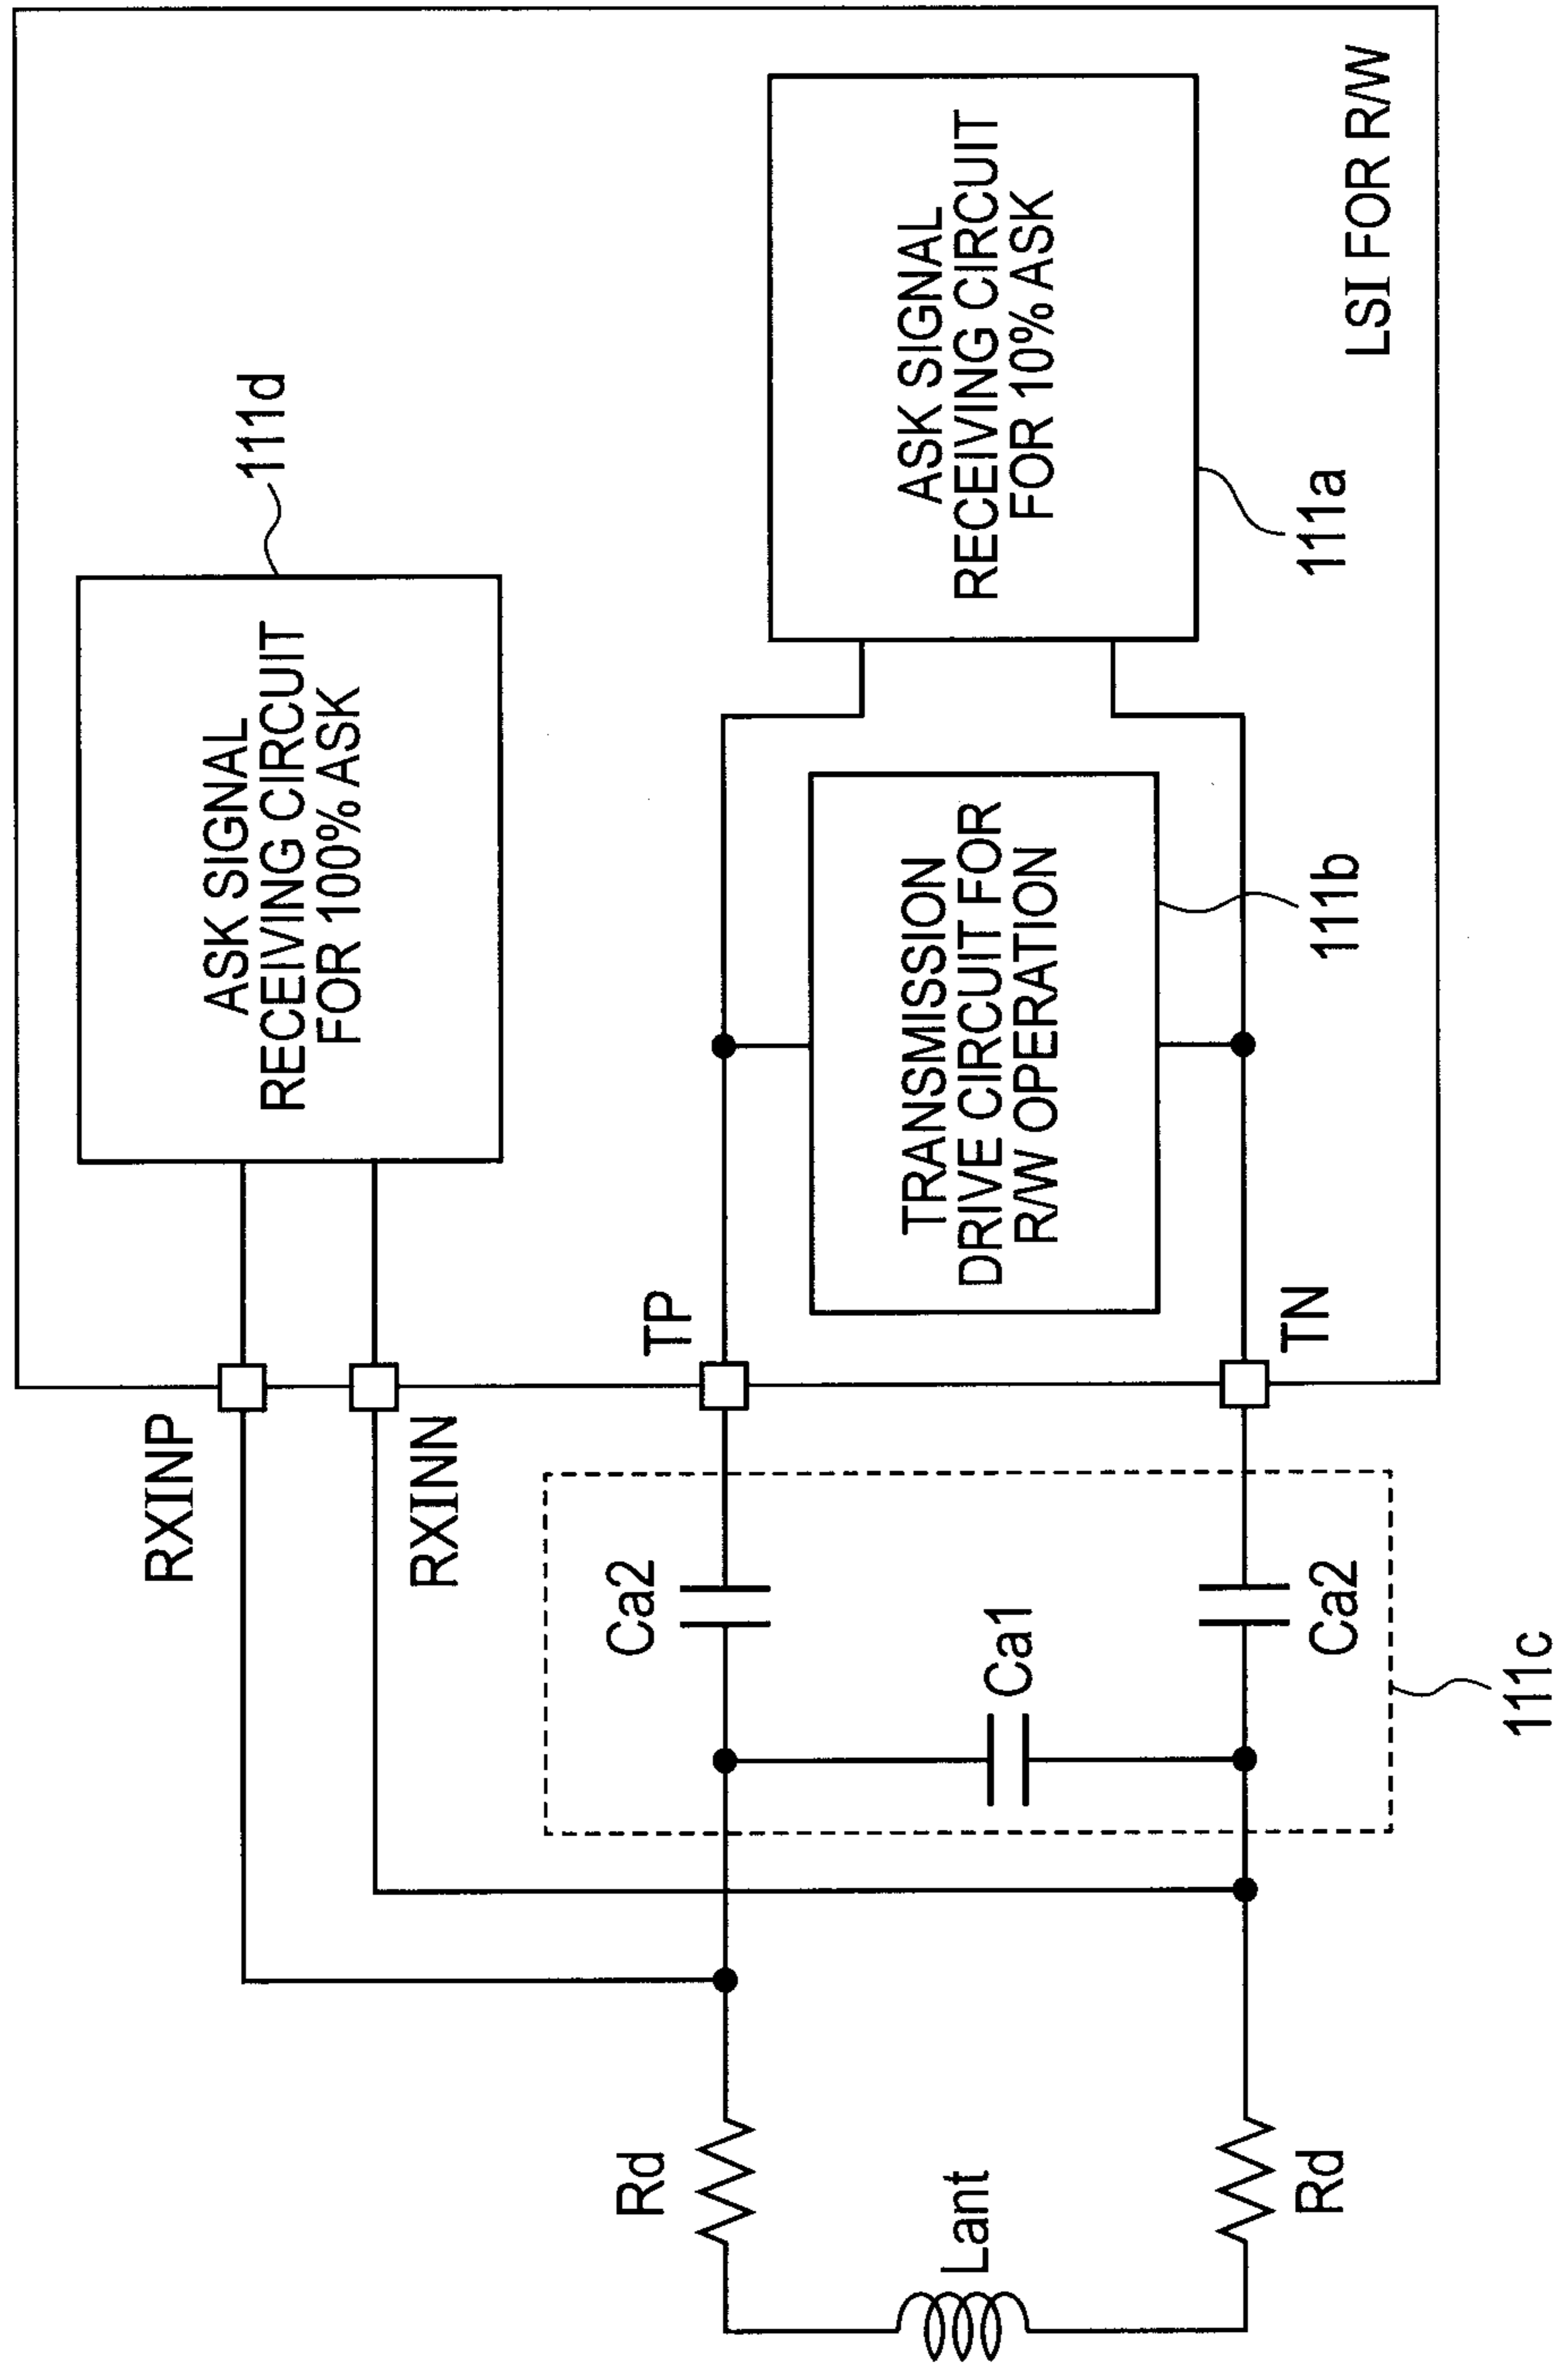 111d
ASK SIGNAL
RECEIVING CIRCUIT
FOR 100% ASK
RXINP
RXINN
ASK SIGNAL
RECEIVING CIRCUIT
FOR 10% ASK
111a
TRANSMISSION
DRIVE CIRCUIT FOR
R/W OPERATION
111b
TP
TN
LSI FOR R/W
Ca2
Ca1
Ca2
111c
Rd
Lant
Rd